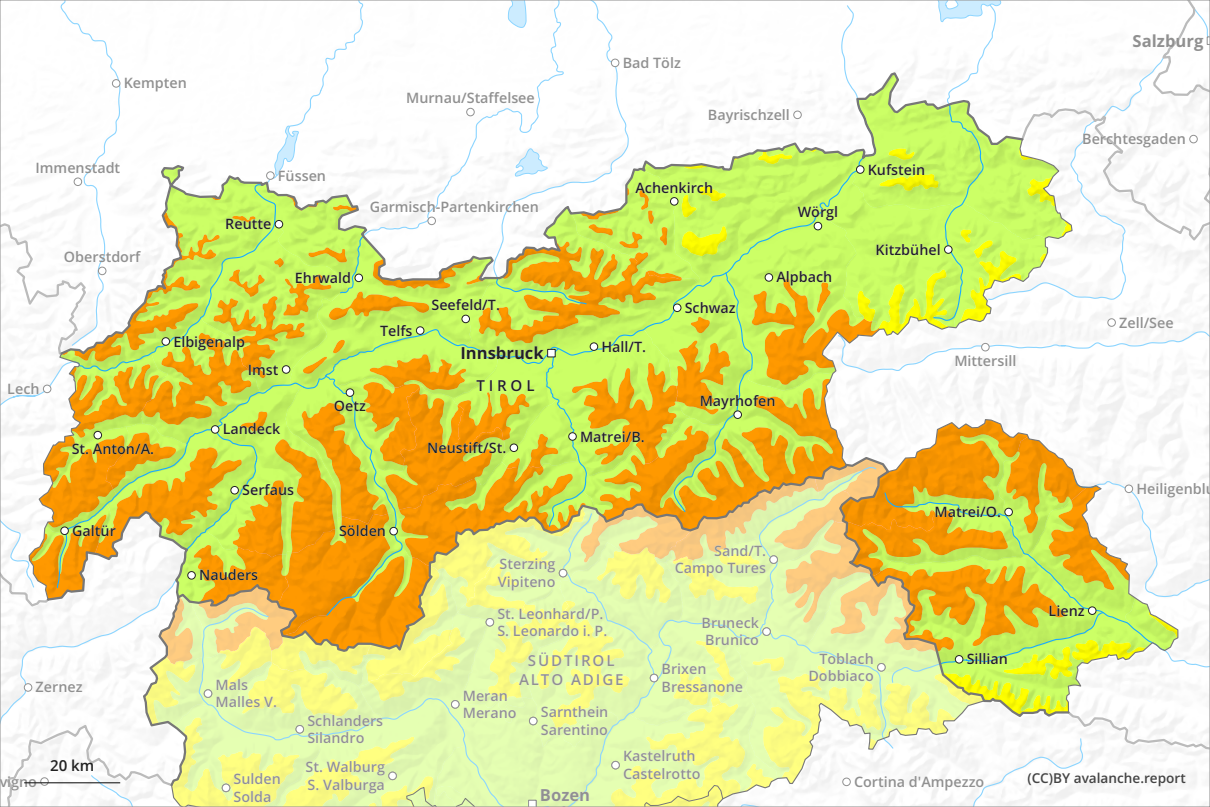 Salzburg
Bad Tölz
Kempten
Murnau/Staffelsee
Bayrischzell
Berchtesgaden
Immenstadt
Füssen
Kufstein
Achenkirch
Garmisch-Partenkirchen
Wörgl
Reutte
Kitzbühel
Oberstdorf
Ehrwald
Alpbach
Seefeld/T.
Schwaz
Zell/See
Telfs
Elbigenalp
Innsbruck
Hall/T.
Mittersill
Imst
TIROL
Lech
Mayrhofen
Oetz
Landeck
Matrei/B.
St. Anton/A.
Neustift/St.
Serfaus
Heiligenblu
Matrei/O.
Galtür
Sölden
Sand/T.
Campo Tures
Sterzing
Vipiteno
Nauders
Lienz
St. Leonhard/P.
S. Leonardo i. P.
Bruneck
Brunico
Sillian
SÜDTIROL
ALTO ADIGE
Toblach
Dobbiaco
Brixen
Bressanone
Zernez
Mals
Malles V.
Meran
Merano
Sarnthein
Sarentino
Schlanders
Silandro
Kastelruth
Castelrotto
20 km
St. Walburg
S. Valburga
vigno
Sulden
Solda
Cortina d'Ampezzo
(CC)BY avalanche.report
Bozen